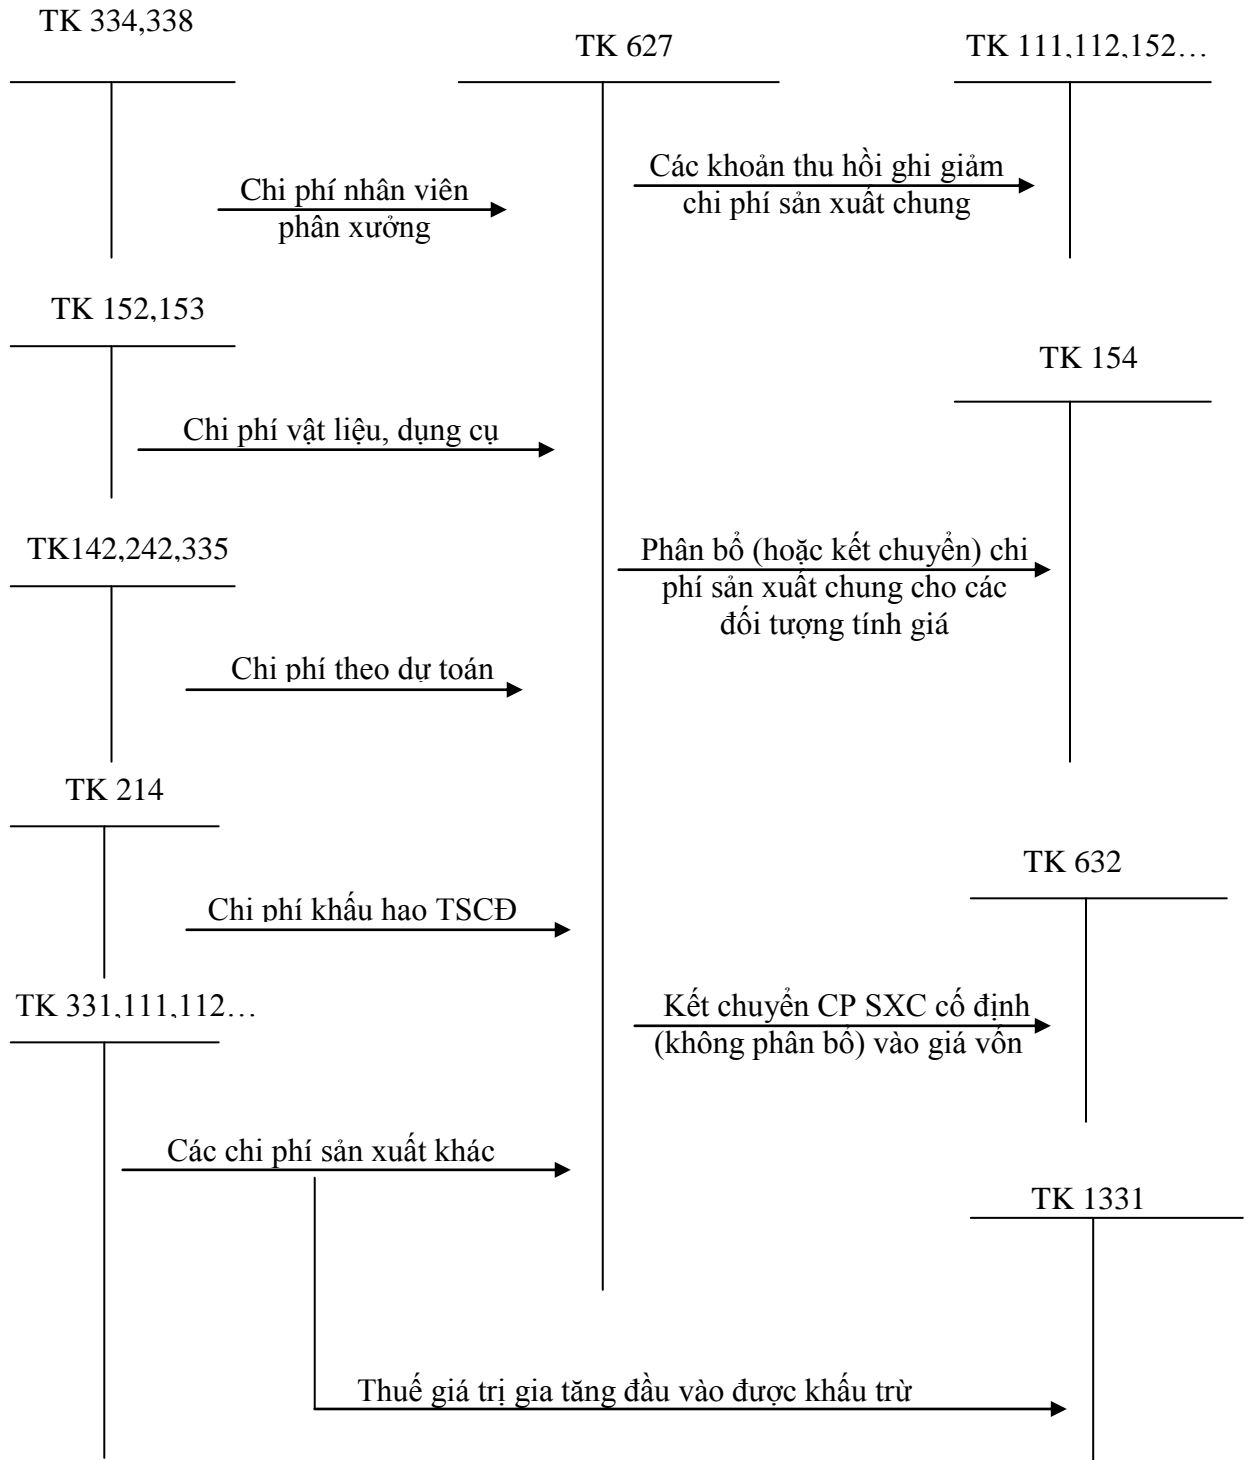 TK 334,338
TK 627
TK 111,112,152…
Chi phí nhân viên
phân xưởng
Các khoản thu hồi ghi giảm
chi phí sản xuất chung
TK 152,153
TK 154
Chi phí vật liệu, dụng cụ
TK142,242,335
Phân bổ (hoặc kết chuyển) chi
phí sản xuất chung cho các
đối tượng tính giá
Chi phí theo dự toán
TK 214
TK 632
Chi phí khấu hao TSCĐ
TK 331,111,112…
Kết chuyển CP SXC cố định
(không phân bổ) vào giá vốn
Các chi phí sản xuất khác
TK 1331
Thuế giá trị gia tăng đầu vào được khấu trừ